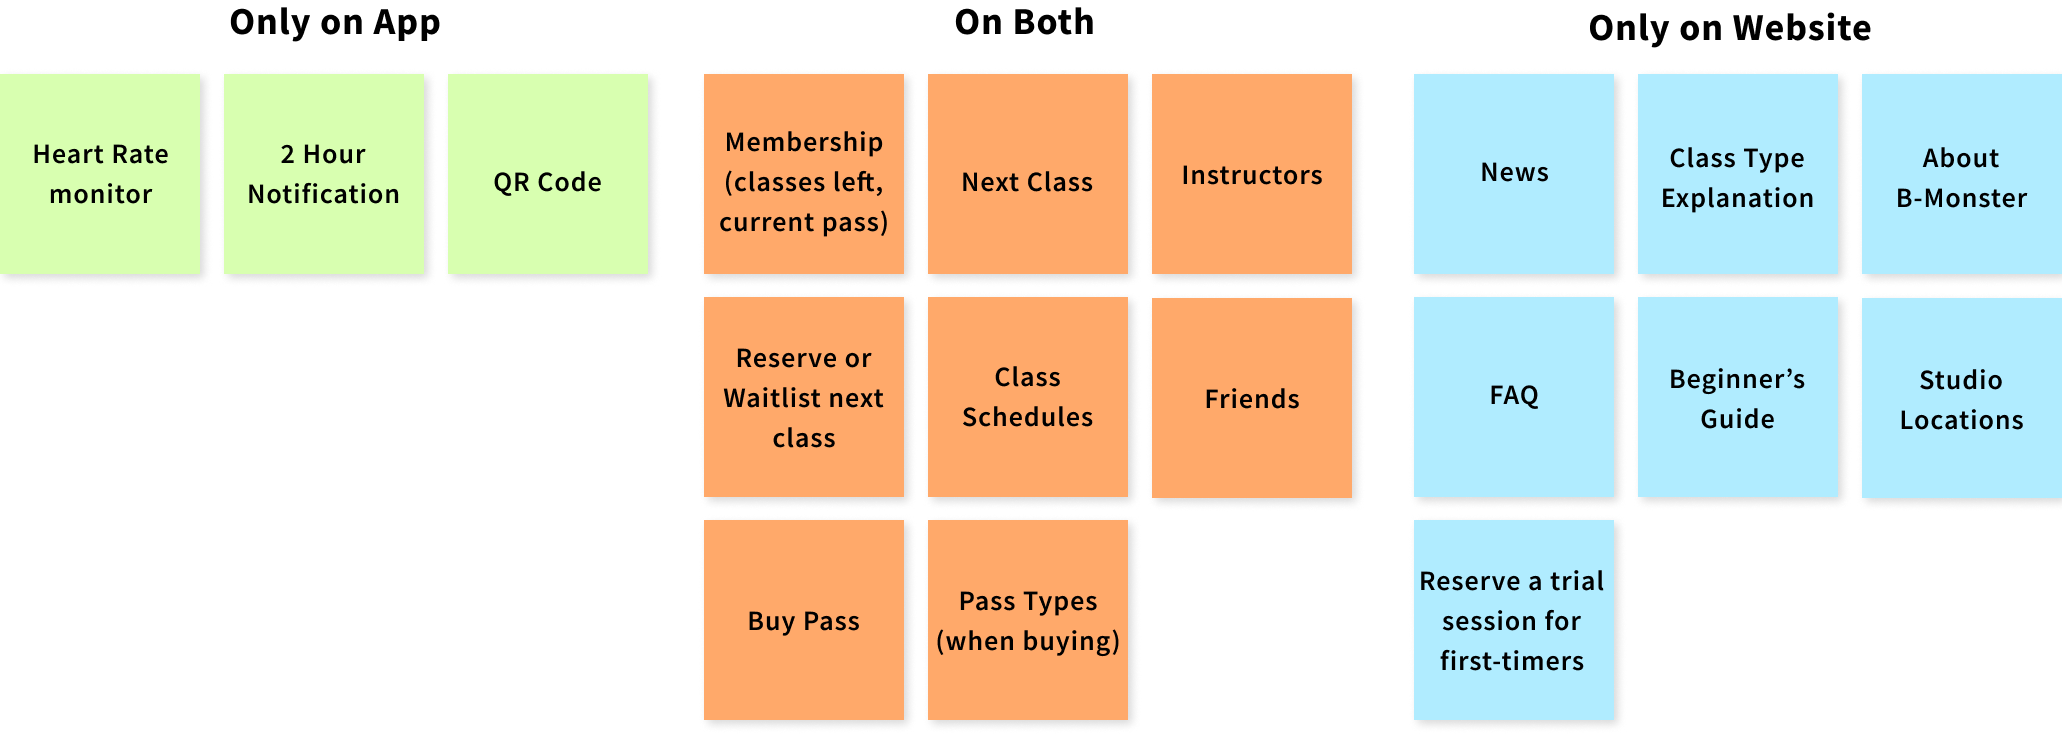 Only on App
Heart Rate
monitor
2 Hour
Notification
QR Code
On Both
Membership
(classes left,
current pass)
Next Class
Instructors
Reserve or
Waitlist next
class
Class
Schedules
Friends
Buy Pass
Pass Types
(when buying)
Only on Website
News
Class Type
Explanation
About
B-Monster
FAQ
Beginner’s
Guide
Studio
Locations
Reserve a trial
session for
first-timers